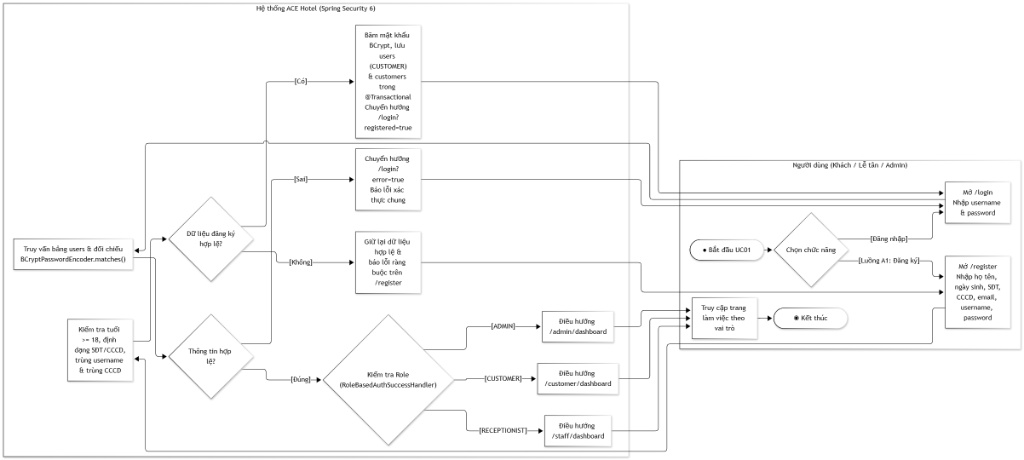 Hệ thống ACE Hotel (Spring Security 6)
Băm mật khẩu
BCrypt, lưu
users
(CUSTOMER)
& customers
trong
@Transactional
Chuyển hướng
/login?
registered=true
[Có]
Chuyển hướng
/login?
error=true
Báo lỗi xác
thực chung
[Sai]
Dữ liệu đăng ký
hợp lệ?
Giữ lại dữ liệu
hợp lệ &
báo lỗi ràng
buộc trên
/register
[Không]
Truy vấn bảng users & đối chiếu
BCryptPasswordEncoder.matches()
Kiểm tra tuổi
>= 18, định
dạng SĐT/CCCD,
trùng username
& trùng CCCD
Thông tin hợp
lệ?
[Đúng]
Kiểm tra Role
(RoleBasedAuthSuccessHandler)
[ADMIN]
Điều hướng
/admin/dashboard
[CUSTOMER]
Điều hướng
/customer/dashboard
[RECEPTIONIST]
Điều hướng
/staff/dashboard
Người dùng (Khách / Lễ tân / Admin)
Mở /login
Nhập username
& password
● Bắt đầu UC01
Chọn chức năng
[Đăng nhập]
[Luồng A1: Đăng ký]
Mở /register
Nhập họ tên,
ngày sinh, SĐT,
CCCD, email,
username,
password
Truy cập trang
làm việc theo
vai trò
◉ Kết thúc